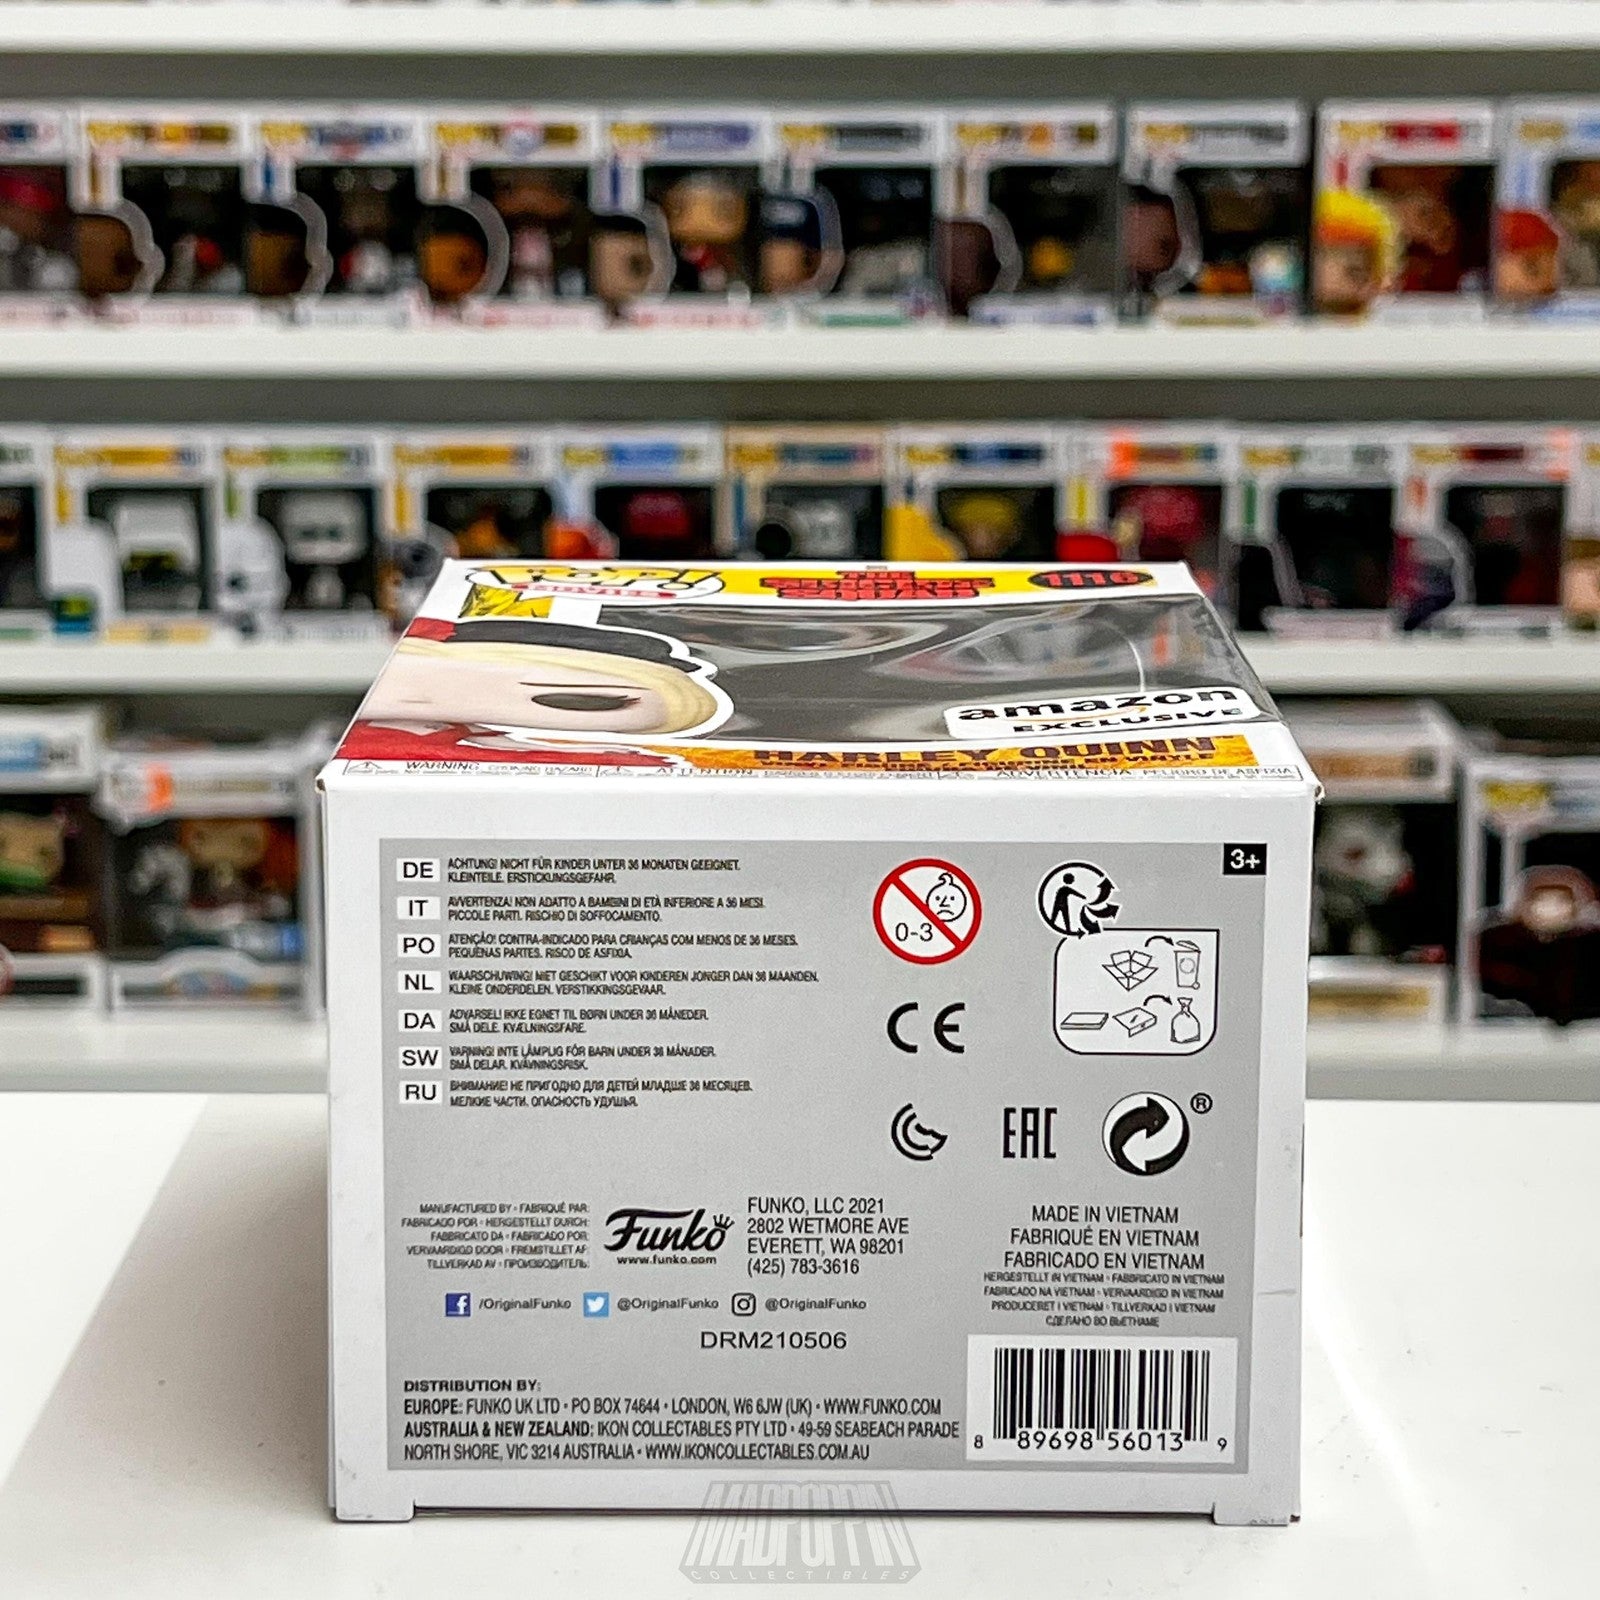 POP!
MOVIES
THE
SUICIDE
SQUAD
1116
amazon
EXCLUSIVE
HARLEY QUINN
WARNING
ATTENTION
ADVERTENCIA
3+
DE ACHTUNG! NICHT FÜR KINDER UNTER 36 MONATEN GEEIGNET.
KLEINTEILE. ERSTICKUNGSGEFAHR.
IT AVVERTENZA! NON ADATTO A BAMBINI DI ETÀ INFERIORE A 36 MESI.
PICCOLE PARTI. RISCHIO DI SOFFOCAMENTO.
PO ATENÇÃO! CONTRA-INDICADO PARA CRIANÇAS COM MENOS DE 36 MESES.
PEQUENAS PARTES. RISCO DE ASFIXIA.
NL WAARSCHUWING! NIET GESCHIKT VOOR KINDEREN JONGER DAN 36 MAANDEN.
KLEINE ONDERDELEN. VERSTIKKINGSGEVAAR.
DA ADVARSEL! IKKE EGNET TIL BØRN UNDER 36 MÅNEDER.
SMÅ DELE. KVÆLNINGSFARE.
SW VARNING! INTE LÄMPLIG FÖR BARN UNDER 36 MÅNADER.
SMÅ DELAR. KVÄVNINGSRISK.
RU ВНИМАНИЕ! НЕ ПРИГОДНО ДЛЯ ДЕТЕЙ МЛАДШЕ 36 МЕСЯЦЕВ.
МЕЛКИЕ ЧАСТИ. ОПАСНОСТЬ УДУШЬЯ.
0-3
CE
EAC
®
MANUFACTURED BY • FABRIQUÉ PAR:
FABRICADO POR • HERGESTELLT DURCH:
FABBRICATO DA • FABRICADO POR:
VERVAARDIGD DOOR • FREMSTILLET AF:
TILLVERKAD AV • ПРОИЗВОДИТЕЛЬ:
Funko
www.funko.com
FUNKO, LLC 2021
2802 WETMORE AVE
EVERETT, WA 98201
(425) 783-3616
MADE IN VIETNAM
FABRIQUÉ EN VIETNAM
FABRICADO EN VIETNAM
HERGESTELLT IN VIETNAM • FABBRICATO IN VIETNAM
FABRICADO NA VIETNAM • VERVAARDIGD IN VIETNAM
PRODUCERET I VIETNAM • TILLVERKAD I VIETNAM
СДЕЛАНО ВО ВЬЕТНАМЕ
/OriginalFunko @OriginalFunko @OriginalFunko
DRM210506
DISTRIBUTION BY:
EUROPE: FUNKO UK LTD • PO BOX 74644 • LONDON, W6 6JW (UK) • WWW.FUNKO.COM
AUSTRALIA & NEW ZEALAND: IKON COLLECTABLES PTY LTD • 49-59 SEABEACH PARADE
NORTH SHORE, VIC 3214 AUSTRALIA • WWW.IKONCOLLECTABLES.COM.AU
8 89698 56013 9
MADPOPPIN
COLLECTIBLES